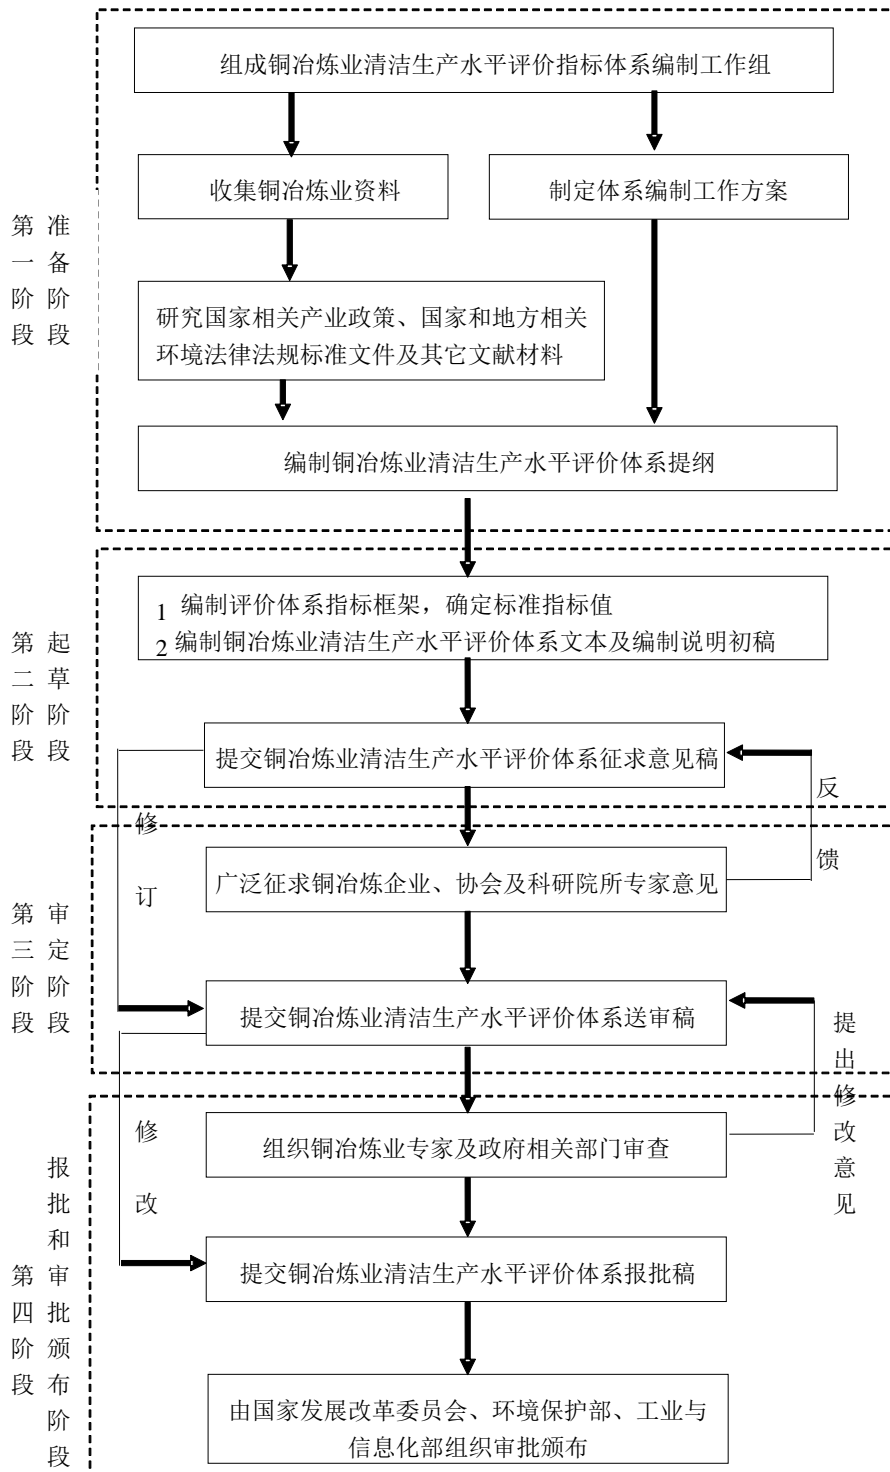 组成铜冶炼业清洁生产水平评价指标体系编制工作组
收集铜冶炼业资料
制定体系编制工作方案
研究国家相关产业政策、国家和地方相关
环境法律法规标准文件及其它文献材料
编制铜冶炼业清洁生产水平评价体系提纲
第一阶段
准备阶段
1 编制评价体系指标框架，确定标准指标值
2 编制铜冶炼业清洁生产水平评价体系文本及编制说明初稿
提交铜冶炼业清洁生产水平评价体系征求意见稿
第二阶段
起草阶段
反馈
修订
广泛征求铜冶炼企业、协会及科研院所专家意见
提交铜冶炼业清洁生产水平评价体系送审稿
第三阶段
审定阶段
提出修改意见
修改
组织铜冶炼业专家及政府相关部门审查
提交铜冶炼业清洁生产水平评价体系报批稿
由国家发展改革委员会、环境保护部、工业与
信息化部组织审批颁布
第四阶段
报批和审批颁布阶段